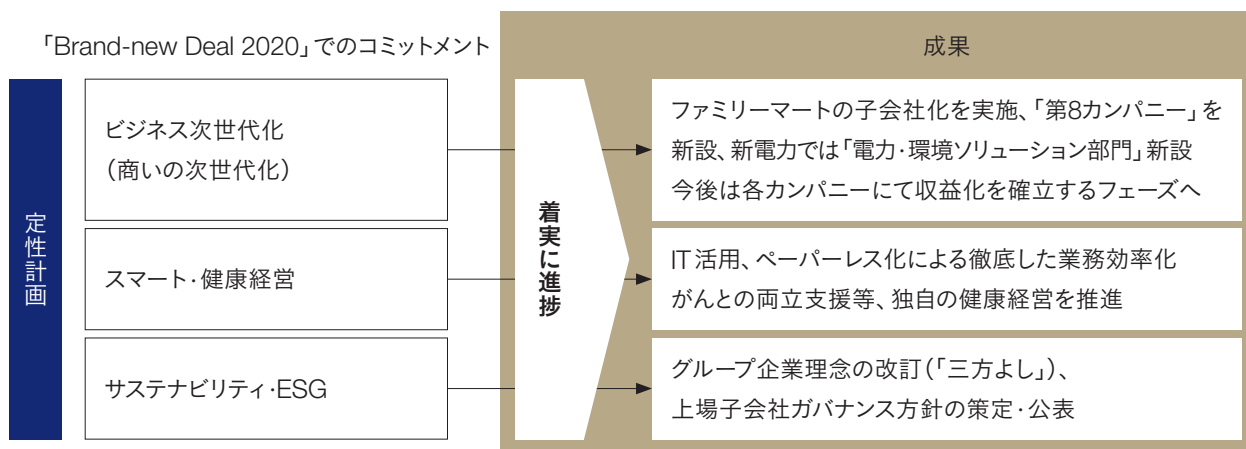 「Brand-new Deal 2020」でのコミットメント
成果
定性計画
ビジネス次世代化
（商いの次世代化）
着実に進捗
ファミリーマートの子会社化を実施、「第8カンパニー」を
新設、新電力では「電力・環境ソリューション部門」新設
今後は各カンパニーにて収益化を確立するフェーズへ
スマート・健康経営
IT活用、ペーパーレス化による徹底した業務効率化
がんとの両立支援等、独自の健康経営を推進
サステナビリティ・ESG
グループ企業理念の改訂（「三方よし」）、
上場子会社ガバナンス方針の策定・公表